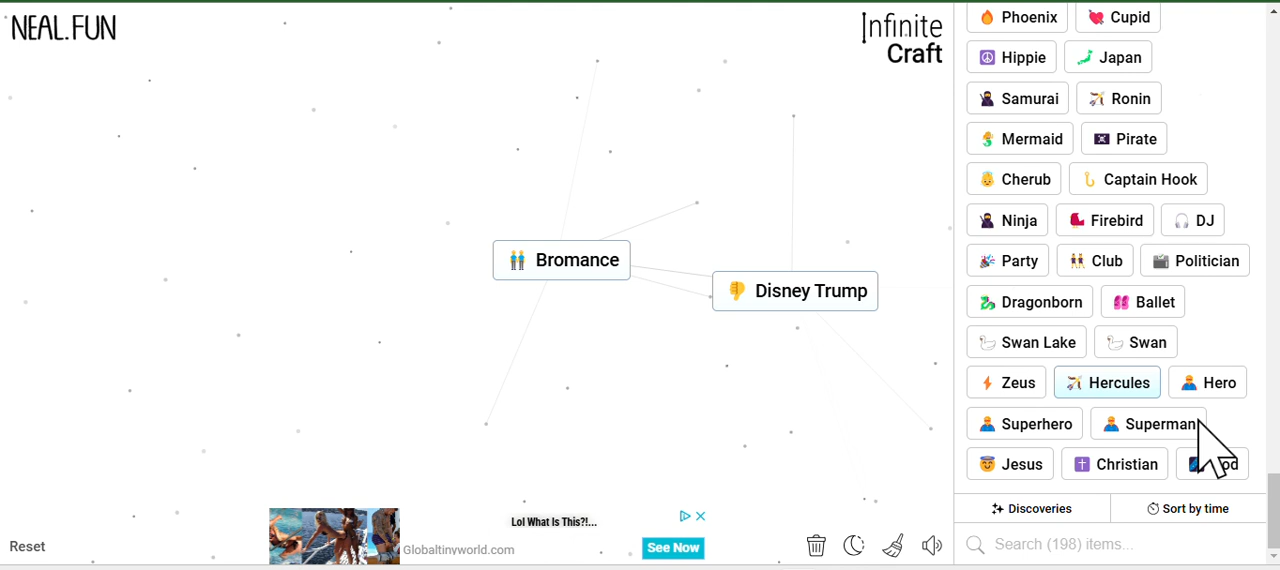 NEAL.FUN
Infinite
Craft
Bromance
Disney Trump
Phoenix Cupid
Hippie Japan
Samurai Ronin
Mermaid Pirate
Cherub Captain Hook
Ninja Firebird DJ
Party Club Politician
Dragonborn Ballet
Swan Lake Swan
Zeus Hercules Hero
Superhero Superman
Jesus Christian
Discoveries Sort by time
Search (198) items...
Reset
Lol What Is This?!...
Globaltinyworld.com
See Now